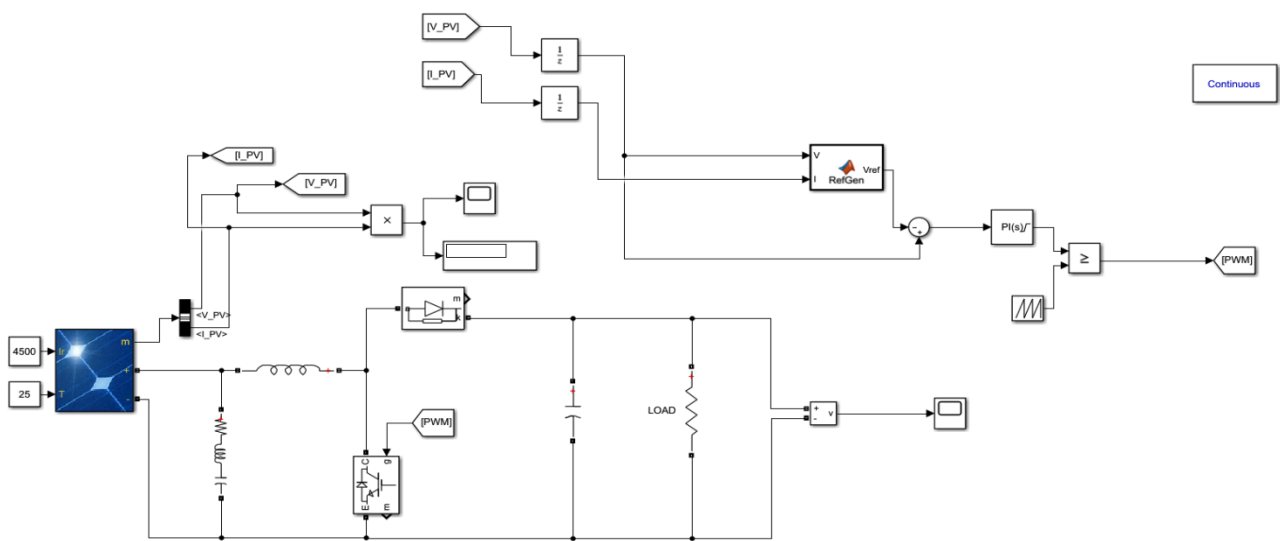 [V_PV]
1
z
[I_PV]
1
z
Continuous
[I_PV]
[V_PV]
×
V
I
Vref
RefGen
-
+
PI(s)
≥
[PWM]
<V_PV>
<I_PV>
m
k
4500
Ir
m
+
25
T
-
+
[PWM]
C
g
E
m
+
LOAD
+
+
-
v